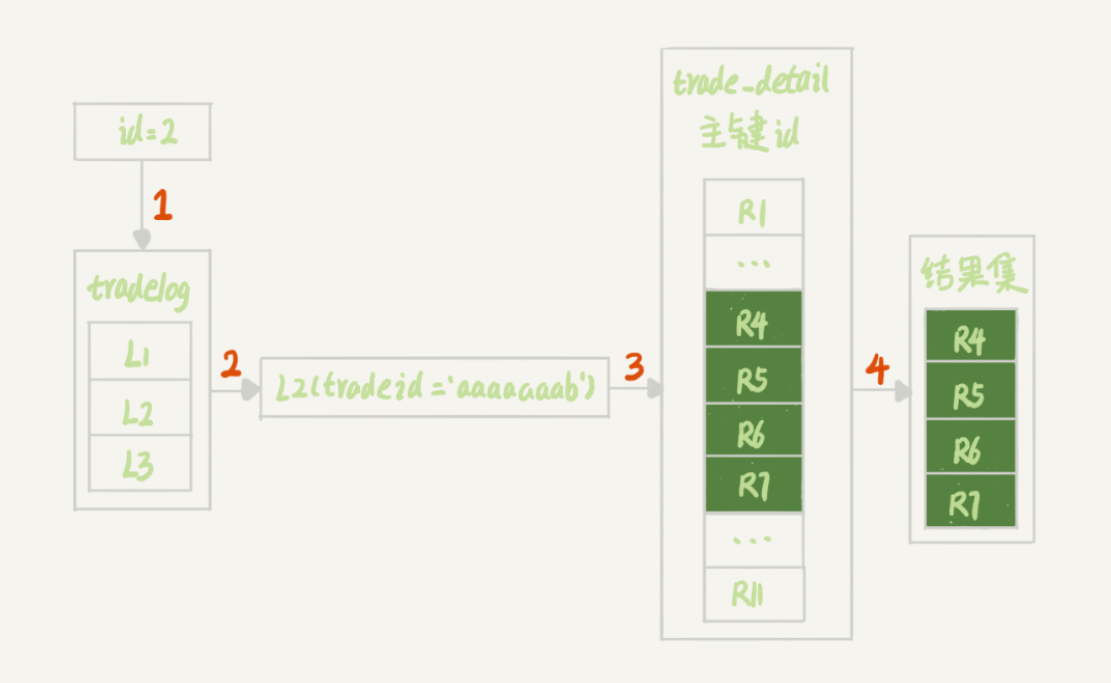 id=2
1
tradelog
L1
L2
L3
2
L2(tradeid='aaaaaaab')
3
trade_detail
主键id
R1
...
R4
R5
R6
R7
...
R11
4
结果集
R4
R5
R6
R7